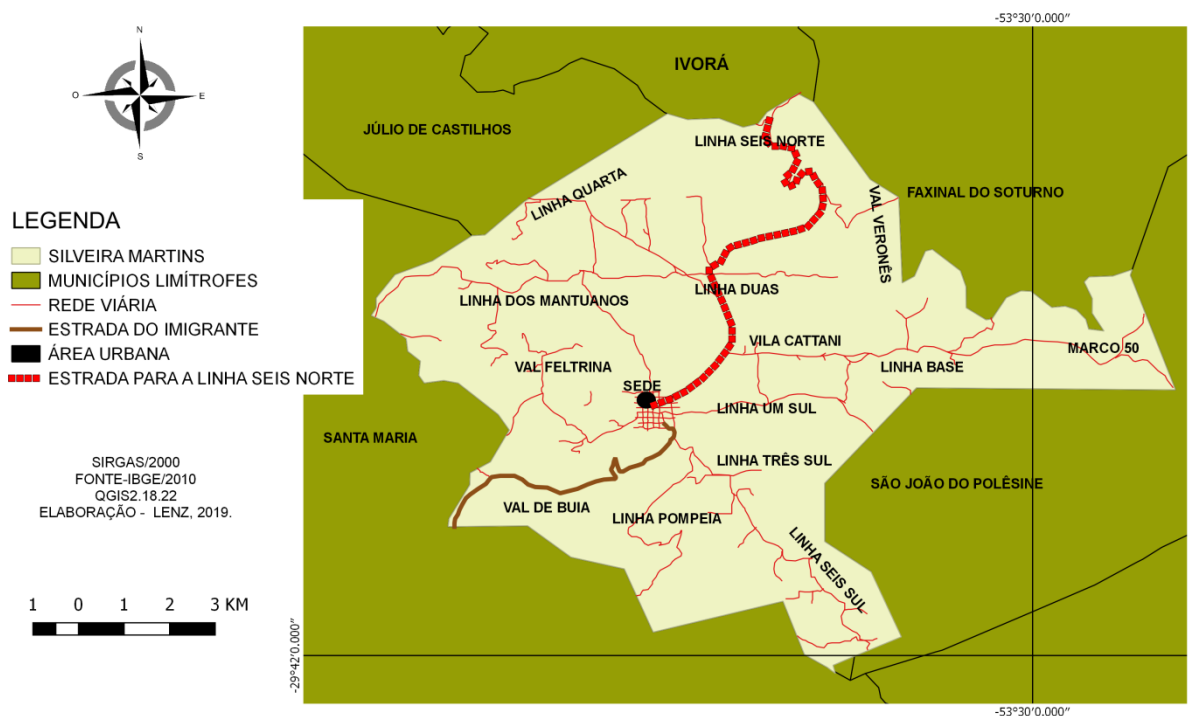 -53°30'0.000"
N
O
E
S
IVORÁ
JÚLIO DE CASTILHOS
LINHA SEIS NORTE
LINHA QUARTA
FAXINAL DO SOTURNO
VAL VERONÊS
LEGENDA
SILVEIRA MARTINS
MUNICÍPIOS LIMÍTROFES
REDE VIÁRIA
ESTRADA DO IMIGRANTE
ÁREA URBANA
ESTRADA PARA A LINHA SEIS NORTE
LINHA DOS MANTUANOS
LINHA DUAS
VILA CATTANI
MARCO 50
VAL FELTRINA
LINHA BASE
SEDE
LINHA UM SUL
SANTA MARIA
LINHA TRÊS SUL
SÃO JOÃO DO POLÊSINE
VAL DE BUIA
LINHA POMPEIA
LINHA SEIS SUL
SIRGAS/2000
FONTE-IBGE/2010
QGIS2.18.22
ELABORAÇÃO - LENZ, 2019.
1 0 1 2 3 KM
-29°42'0.000"
-53°30'0.000"